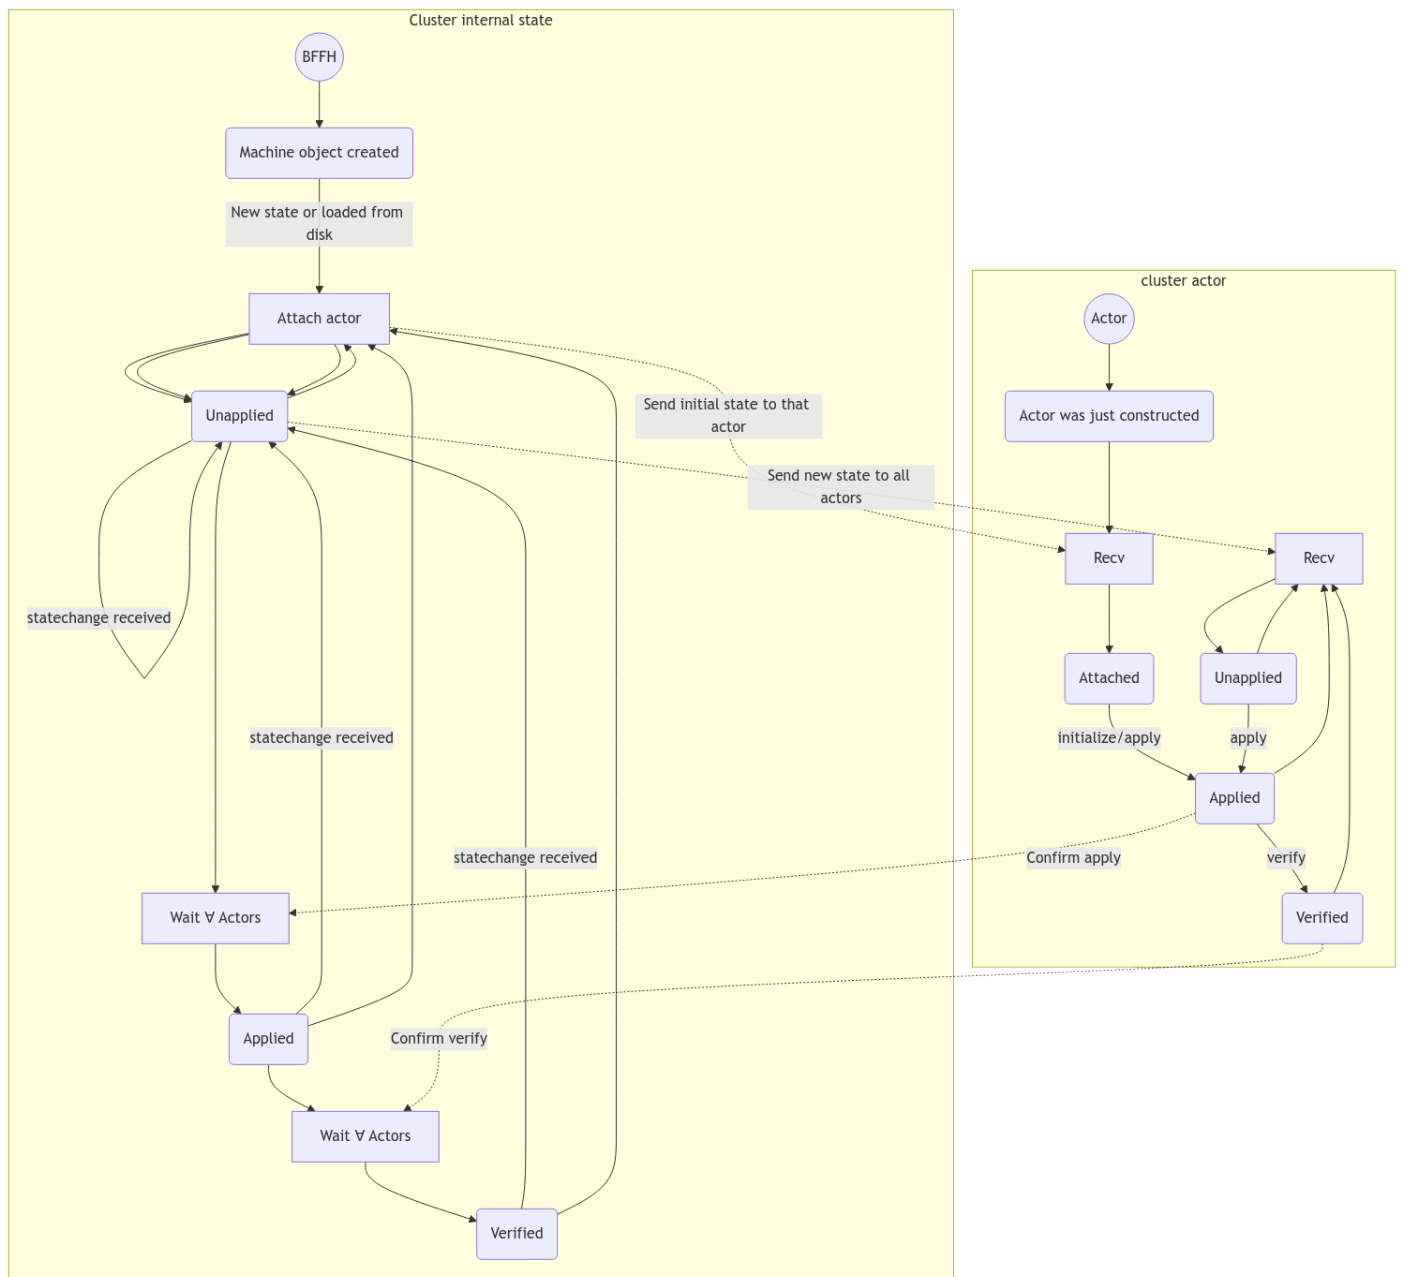 Cluster internal state
BFFH
Machine object created
New state or loaded from
disk
Attach actor
Unapplied
statechange received
statechange received
statechange received
Wait ∀ Actors
Applied
Wait ∀ Actors
Verified
Send initial state to that
actor
Send new state to all
actors
Confirm apply
Confirm verify
cluster actor
Actor
Actor was just constructed
Recv
Recv
Attached
Unapplied
initialize/apply
apply
Applied
verify
Verified